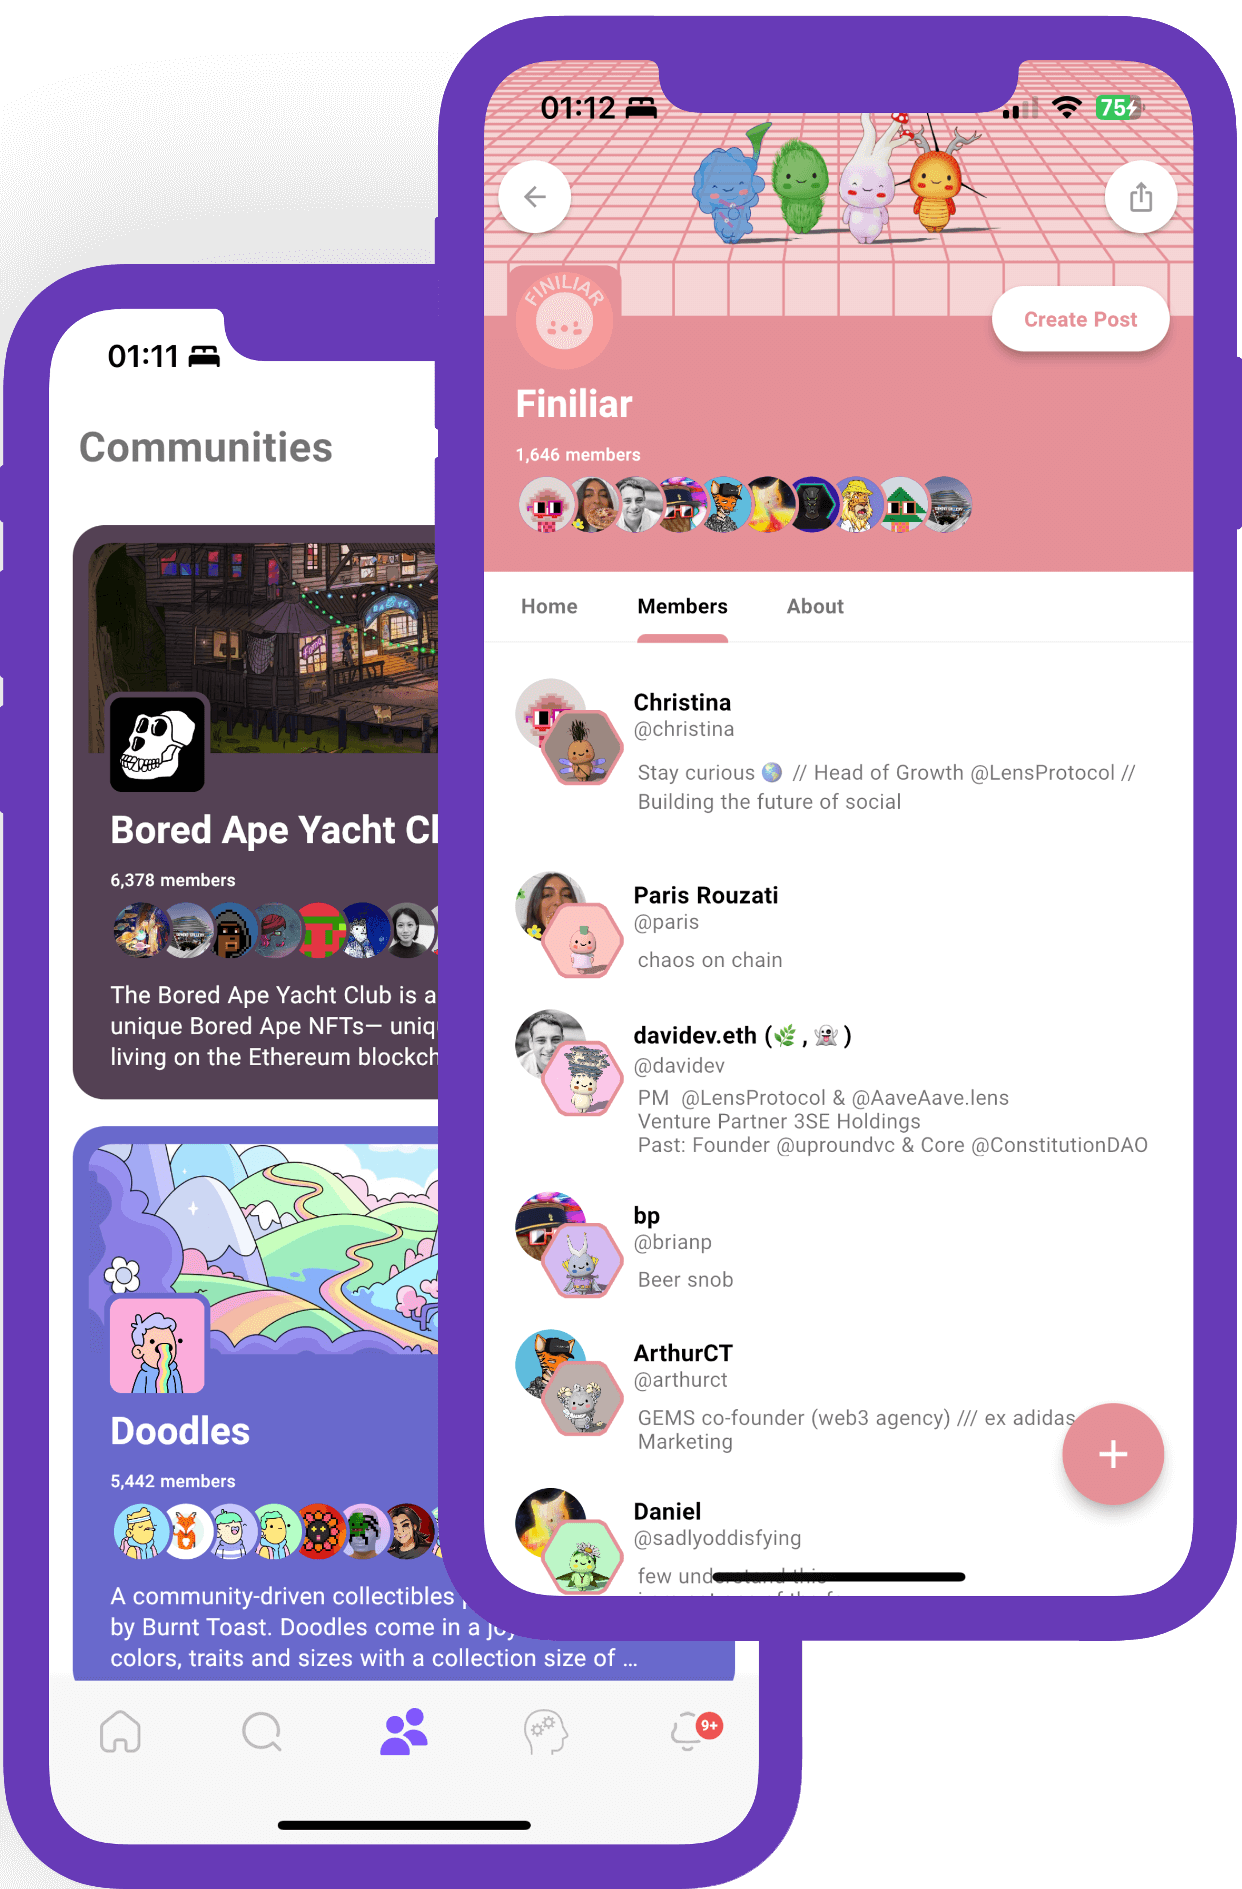 01:11
Communities
Bored Ape Yacht Cl
6,378 members
The Bored Ape Yacht Club is a
unique Bored Ape NFTs— uniq
living on the Ethereum blockch
Doodles
5,442 members
A community-driven collectibles
by Burnt Toast. Doodles come in a joy
colors, traits and sizes with a collection size of ...
9+
01:12
75
FINILIAR
Create Post
Finiliar
1,646 members
Home Members About
Christina
@christina
Stay curious 🌎 // Head of Growth @LensProtocol //
Building the future of social
Paris Rouzati
@paris
chaos on chain
davidev.eth (🌿, 👻)
@davidev
PM @LensProtocol & @AaveAave.lens
Venture Partner 3SE Holdings
Past: Founder @uproundvc & Core @ConstitutionDAO
bp
@brianp
Beer snob
ArthurCT
@arthurct
GEMS co-founder (web3 agency) /// ex adidas
Marketing
Daniel
@sadlyoddisfying
few understand this
+